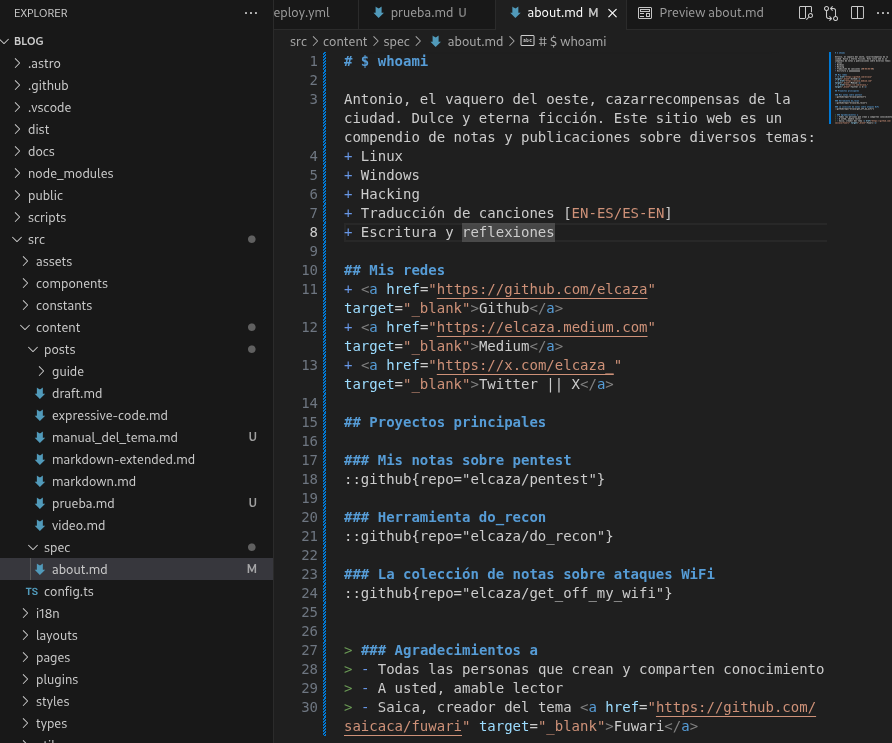 EXPLORER
BLOG
.astro
.github
.vscode
dist
docs
node_modules
public
scripts
src
assets
components
constants
content
posts
guide
draft.md
expressive-code.md
manual_del_tema.md U
markdown-extended.md
markdown.md
prueba.md U
video.md
spec
about.md M
TS config.ts
i18n
layouts
pages
plugins
styles
types
eploy.yml
prueba.md U
about.md M
Preview about.md
src > content > spec > about.md > abc # $ whoami
1 # $ whoami
2
3 Antonio, el vaquero del oeste, cazarrecompensas de la
ciudad. Dulce y eterna ficción. Este sitio web es un
compendio de notas y publicaciones sobre diversos temas:
4 + Linux
5 + Windows
6 + Hacking
7 + Traducción de canciones [EN-ES/ES-EN]
8 + Escritura y reflexiones
9
10 ## Mis redes
11 + <a href="https://github.com/elcaza"
target="_blank">Github</a>
12 + <a href="https://elcaza.medium.com"
target="_blank">Medium</a>
13 + <a href="https://x.com/elcaza_"
target="_blank">Twitter || X</a>
14
15 ## Proyectos principales
16
17 ### Mis notas sobre pentest
18 ::github{repo="elcaza/pentest"}
19
20 ### Herramienta do_recon
21 ::github{repo="elcaza/do_recon"}
22
23 ### La colección de notas sobre ataques WiFi
24 ::github{repo="elcaza/get_off_my_wifi"}
25
26
27 > ### Agradecimientos a
28 > - Todas las personas que crean y comparten conocimiento
29 > - A usted, amable lector
30 > - Saica, creador del tema <a href="https://github.com/
saicaca/fuwari" target="_blank">Fuwari</a>